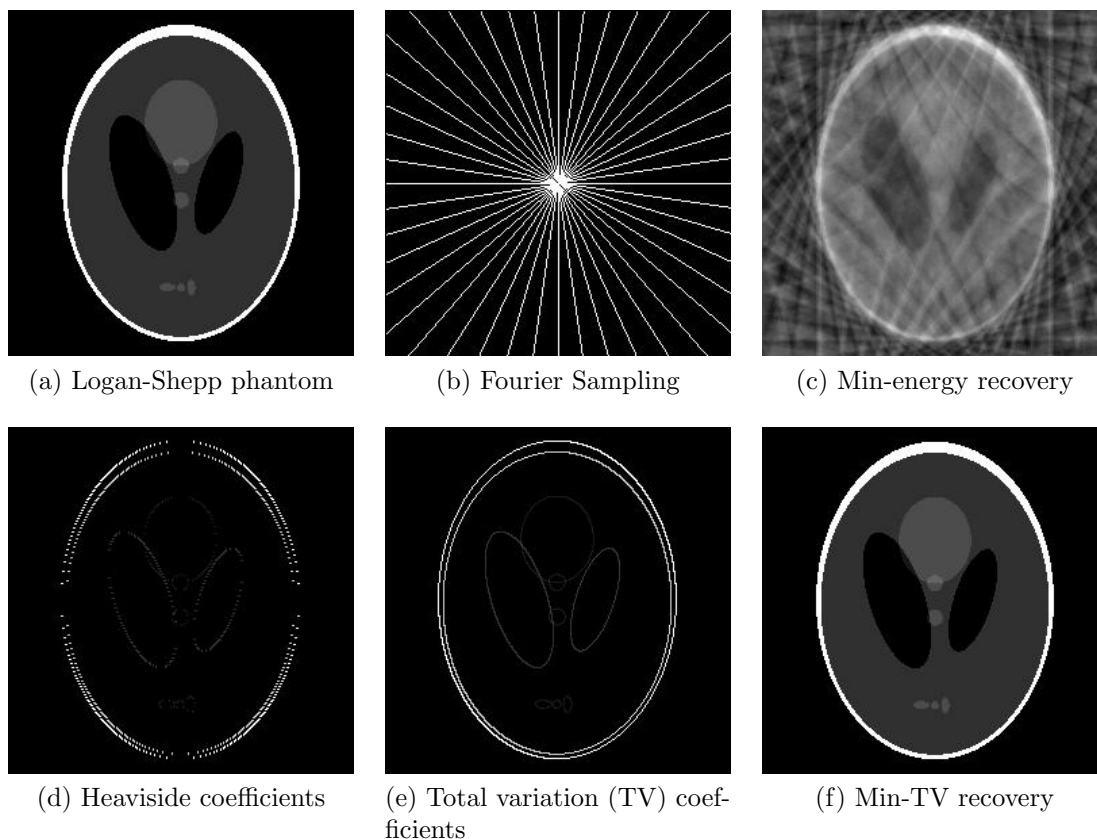 (a) Logan-Shepp phantom
(b) Fourier Sampling
(c) Min-energy recovery
(d) Heaviside coefficients
(e) Total variation (TV) coef-
ficients
(f) Min-TV recovery